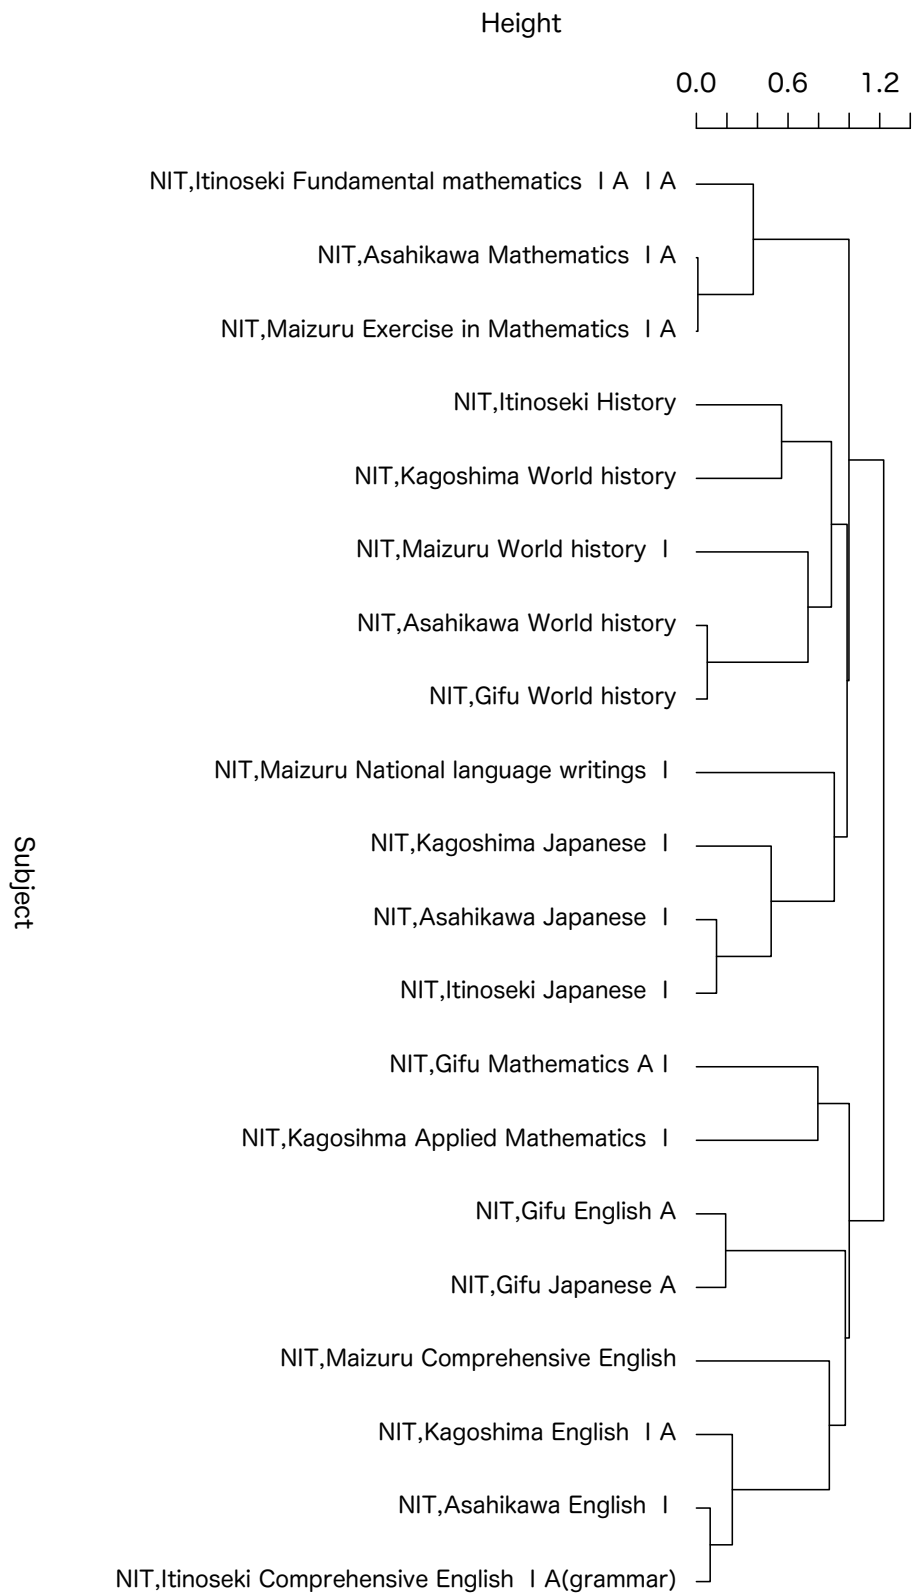 Height
0.0 0.6 1.2
NIT,Itinoseki Fundamental mathematics I A I A
NIT,Asahikawa Mathematics I A
NIT,Maizuru Exercise in Mathematics I A
NIT,Itinoseki History
NIT,Kagoshima World history
NIT,Maizuru World history I
NIT,Asahikawa World history
NIT,Gifu World history
NIT,Maizuru National language writings I
Subject
NIT,Kagoshima Japanese I
NIT,Asahikawa Japanese I
NIT,Itinoseki Japanese I
NIT,Gifu Mathematics A I
NIT,Kagosihma Applied Mathematics I
NIT,Gifu English A
NIT,Gifu Japanese A
NIT,Maizuru Comprehensive English
NIT,Kagoshima English I A
NIT,Asahikawa English I
NIT,Itinoseki Comprehensive English I A(grammar)